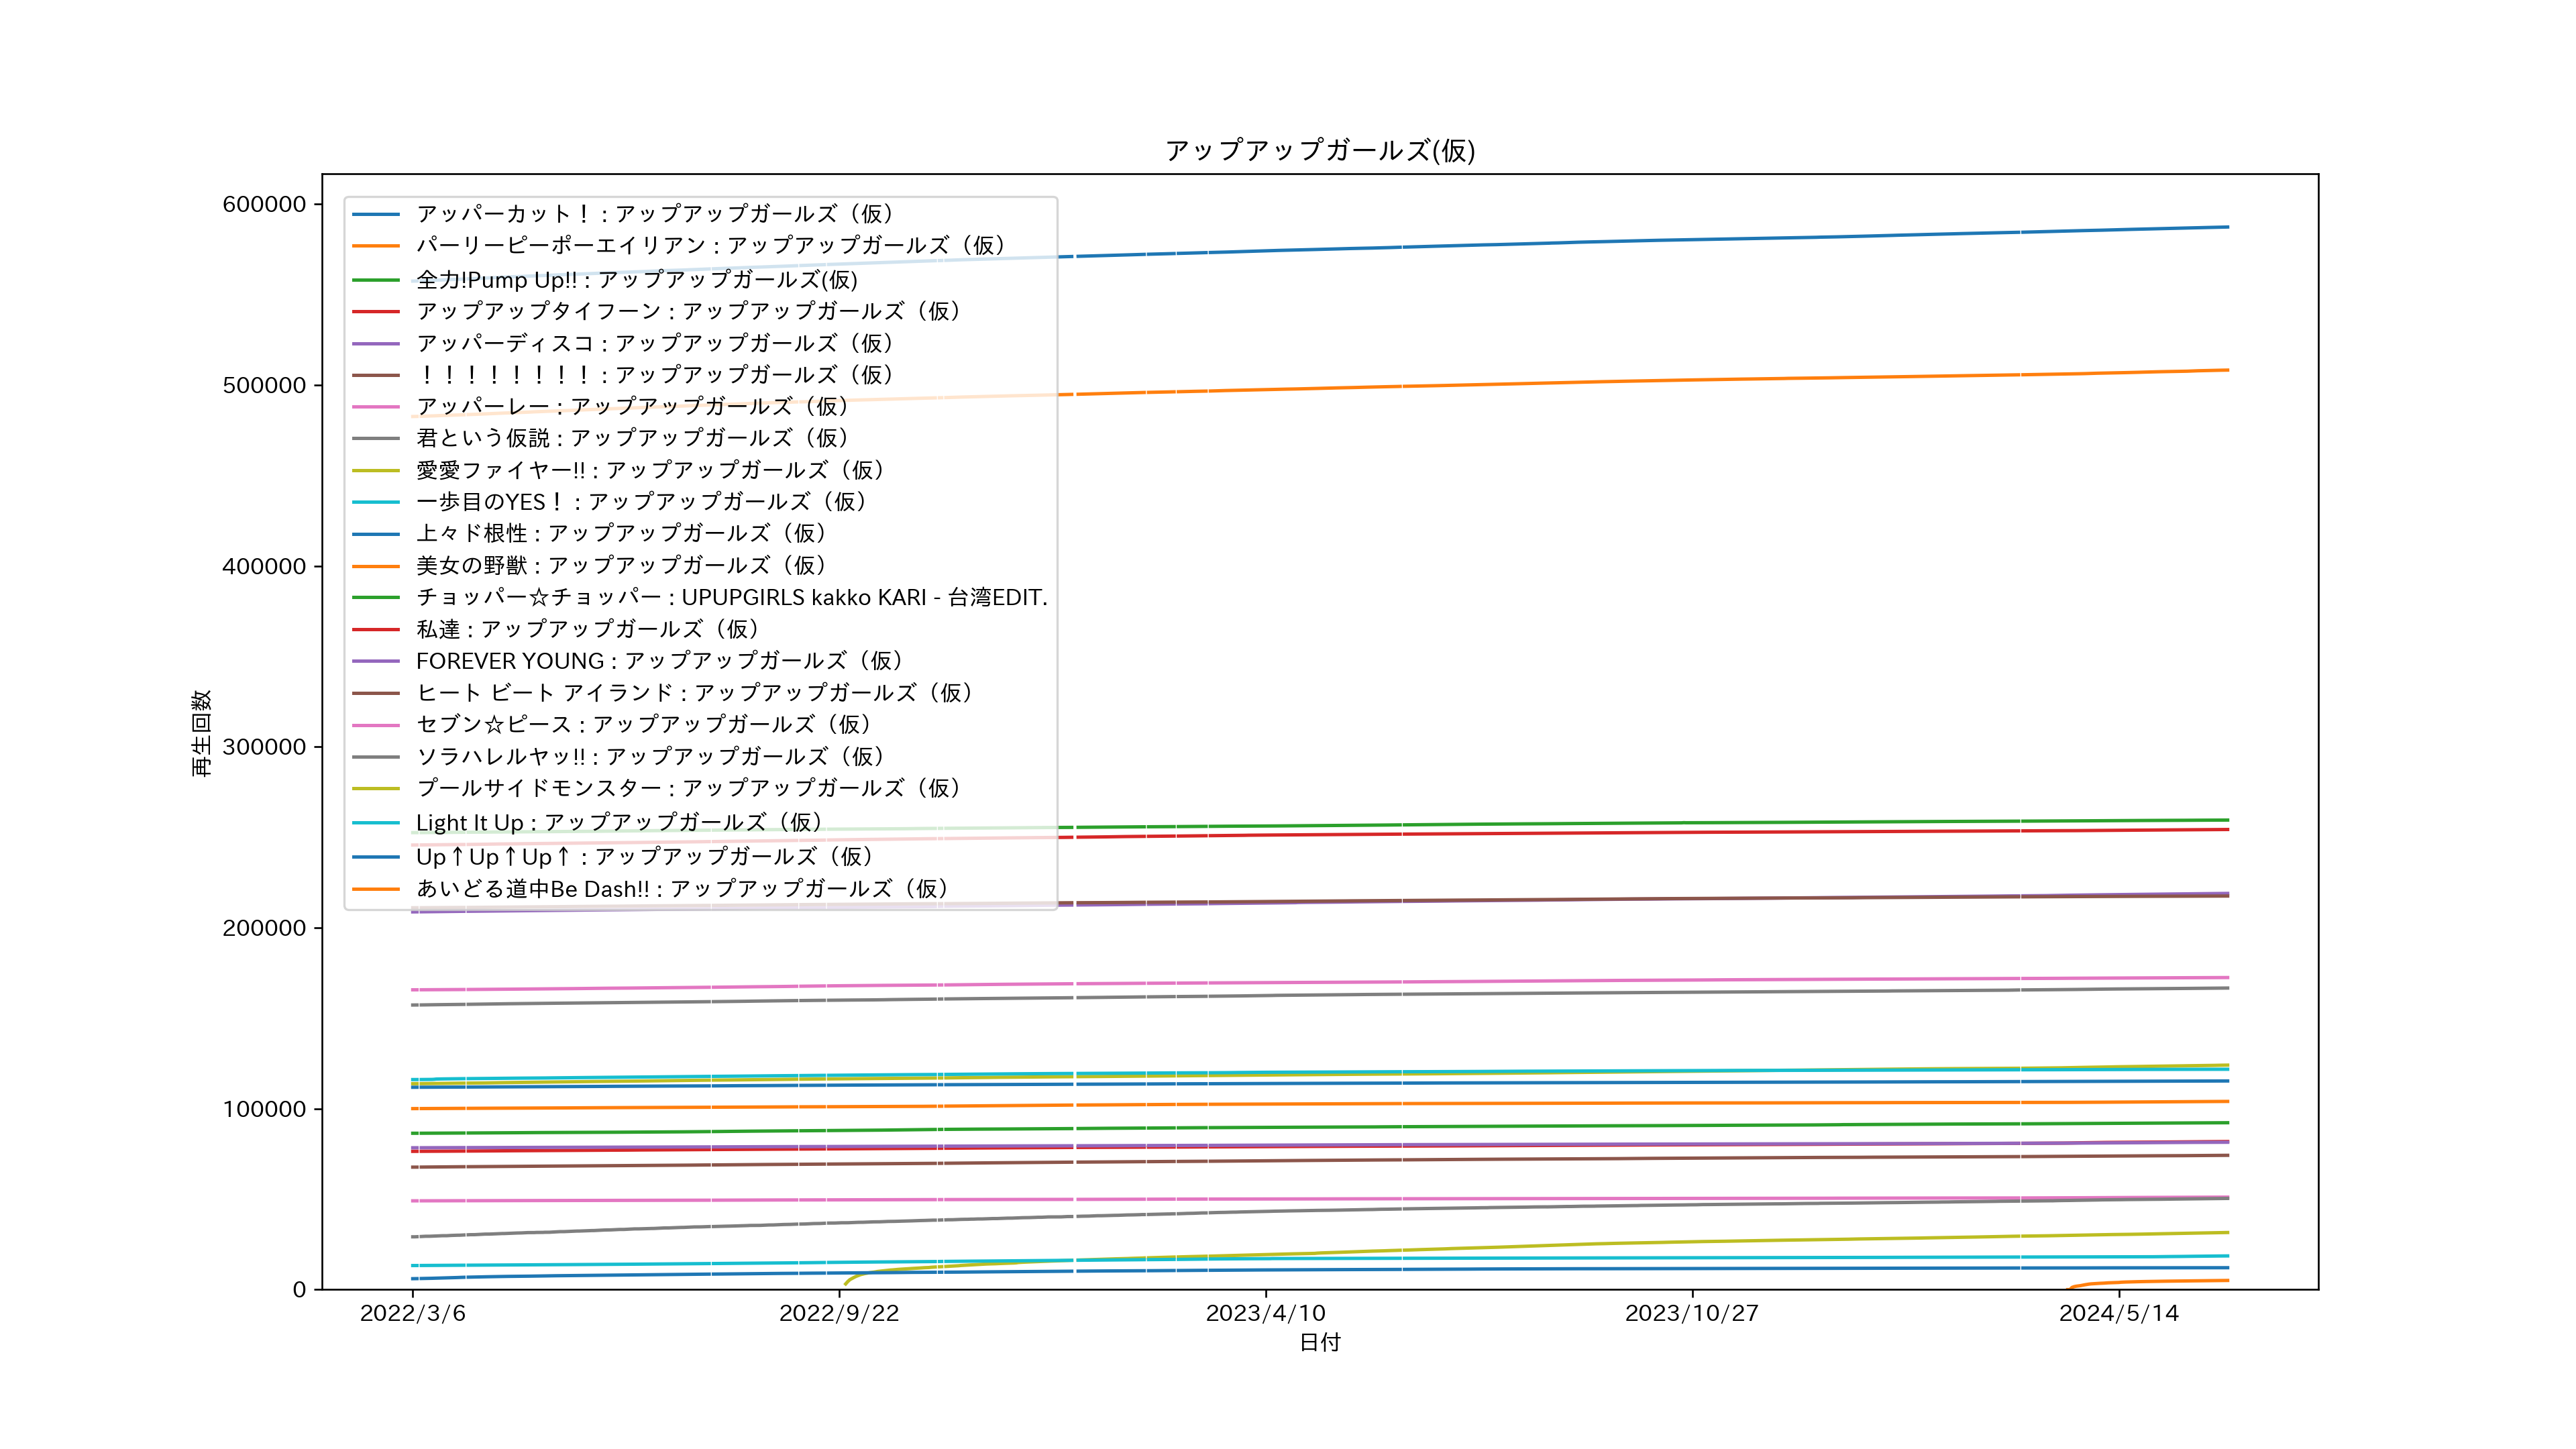 アップアップガールズ(仮)
600000
500000
400000
300000
200000
100000
0
再生回数
アッパーカット！ : アップアップガールズ（仮）
パーリーピーポーエイリアン : アップアップガールズ（仮）
全力!Pump Up!! : アップアップガールズ(仮)
アップアップタイフーン : アップアップガールズ（仮）
アッパーディスコ : アップアップガールズ（仮）
！！！！！！！！ : アップアップガールズ（仮）
アッパーレー : アップアップガールズ（仮）
君という仮説 : アップアップガールズ（仮）
愛愛ファイヤー!! : アップアップガールズ（仮）
一歩目のYES！ : アップアップガールズ（仮）
上々ド根性 : アップアップガールズ（仮）
美女の野獣 : アップアップガールズ（仮）
チョッパー☆チョッパー : UPUPGIRLS kakko KARI - 台湾EDIT.
私達 : アップアップガールズ（仮）
FOREVER YOUNG : アップアップガールズ（仮）
ヒート ビート アイランド : アップアップガールズ（仮）
セブン☆ピース : アップアップガールズ（仮）
ソラハレルヤッ!! : アップアップガールズ（仮）
プールサイドモンスター : アップアップガールズ（仮）
Light It Up : アップアップガールズ（仮）
Up↑Up↑Up↑ : アップアップガールズ（仮）
あいどる道中Be Dash!! : アップアップガールズ（仮）
2022/3/6
2022/9/22
2023/4/10
2023/10/27
2024/5/14
日付